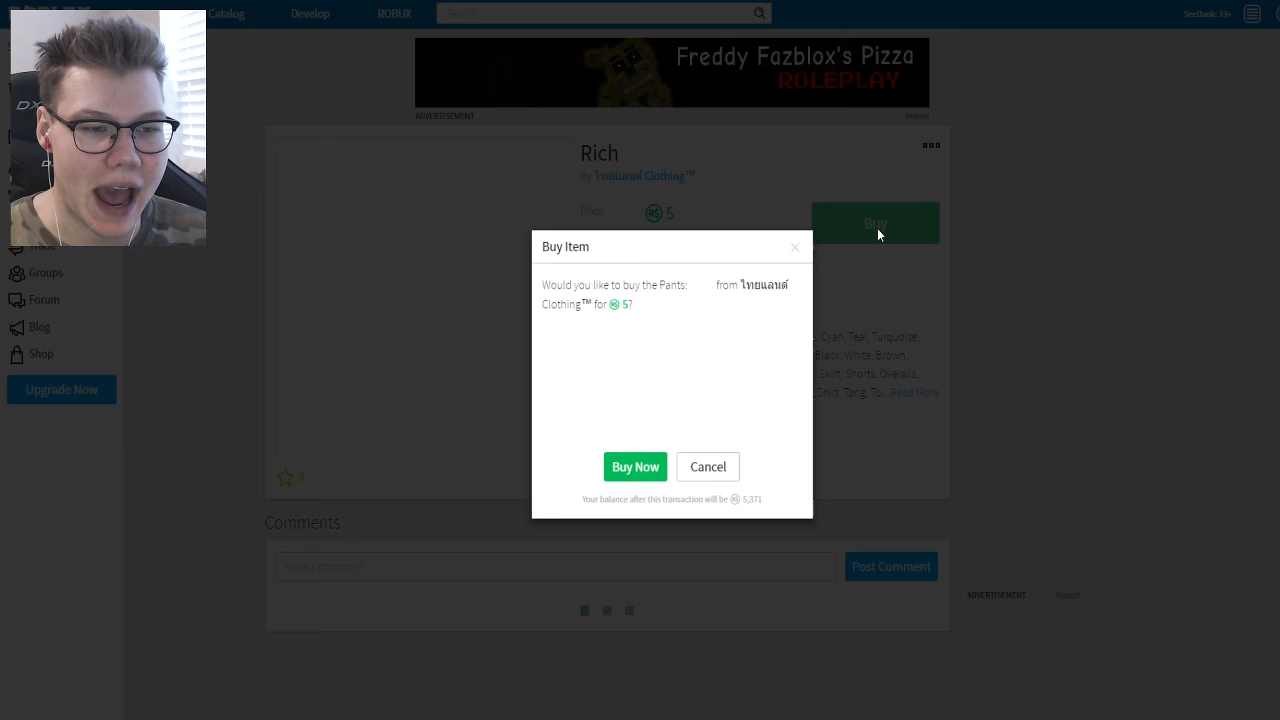 Catalog
Develop
ROBUX
Search
SeeDank: 13+
Freddy Fazblox's Pizza
ROLEPLAY
ADVERTISEMENT
Report
Rich
By ไทยแลนด์ Clothing™
Price
R$ 5
Buy
Buy Item
Would you like to buy the Pants: from ไทยแลนด์
Clothing™ for R$ 5?
Buy Now
Cancel
Your balance after this transaction will be R$ 5,371
Trade
Groups
Forum
Blog
Shop
Upgrade Now
, Cyan, Teal, Turquoise,
Black, White, Brown,
Skirt, Shorts, Overalls,
Shirt, Tang, To... Read More
Comments
Write a comment!
Post Comment
ADVERTISEMENT
Report